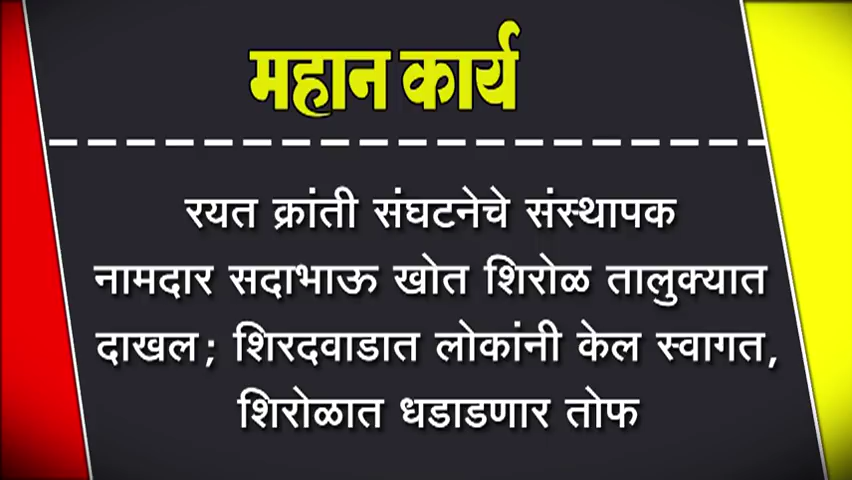 महान कार्य
रयत क्रांती संघटनेचे संस्थापक
नामदार सदाभाऊ खोत शिरोळ तालुक्यात
दाखल; शिरदवाडात लोकांनी केल स्वागत,
शिरोळात धडाडणार तोफ